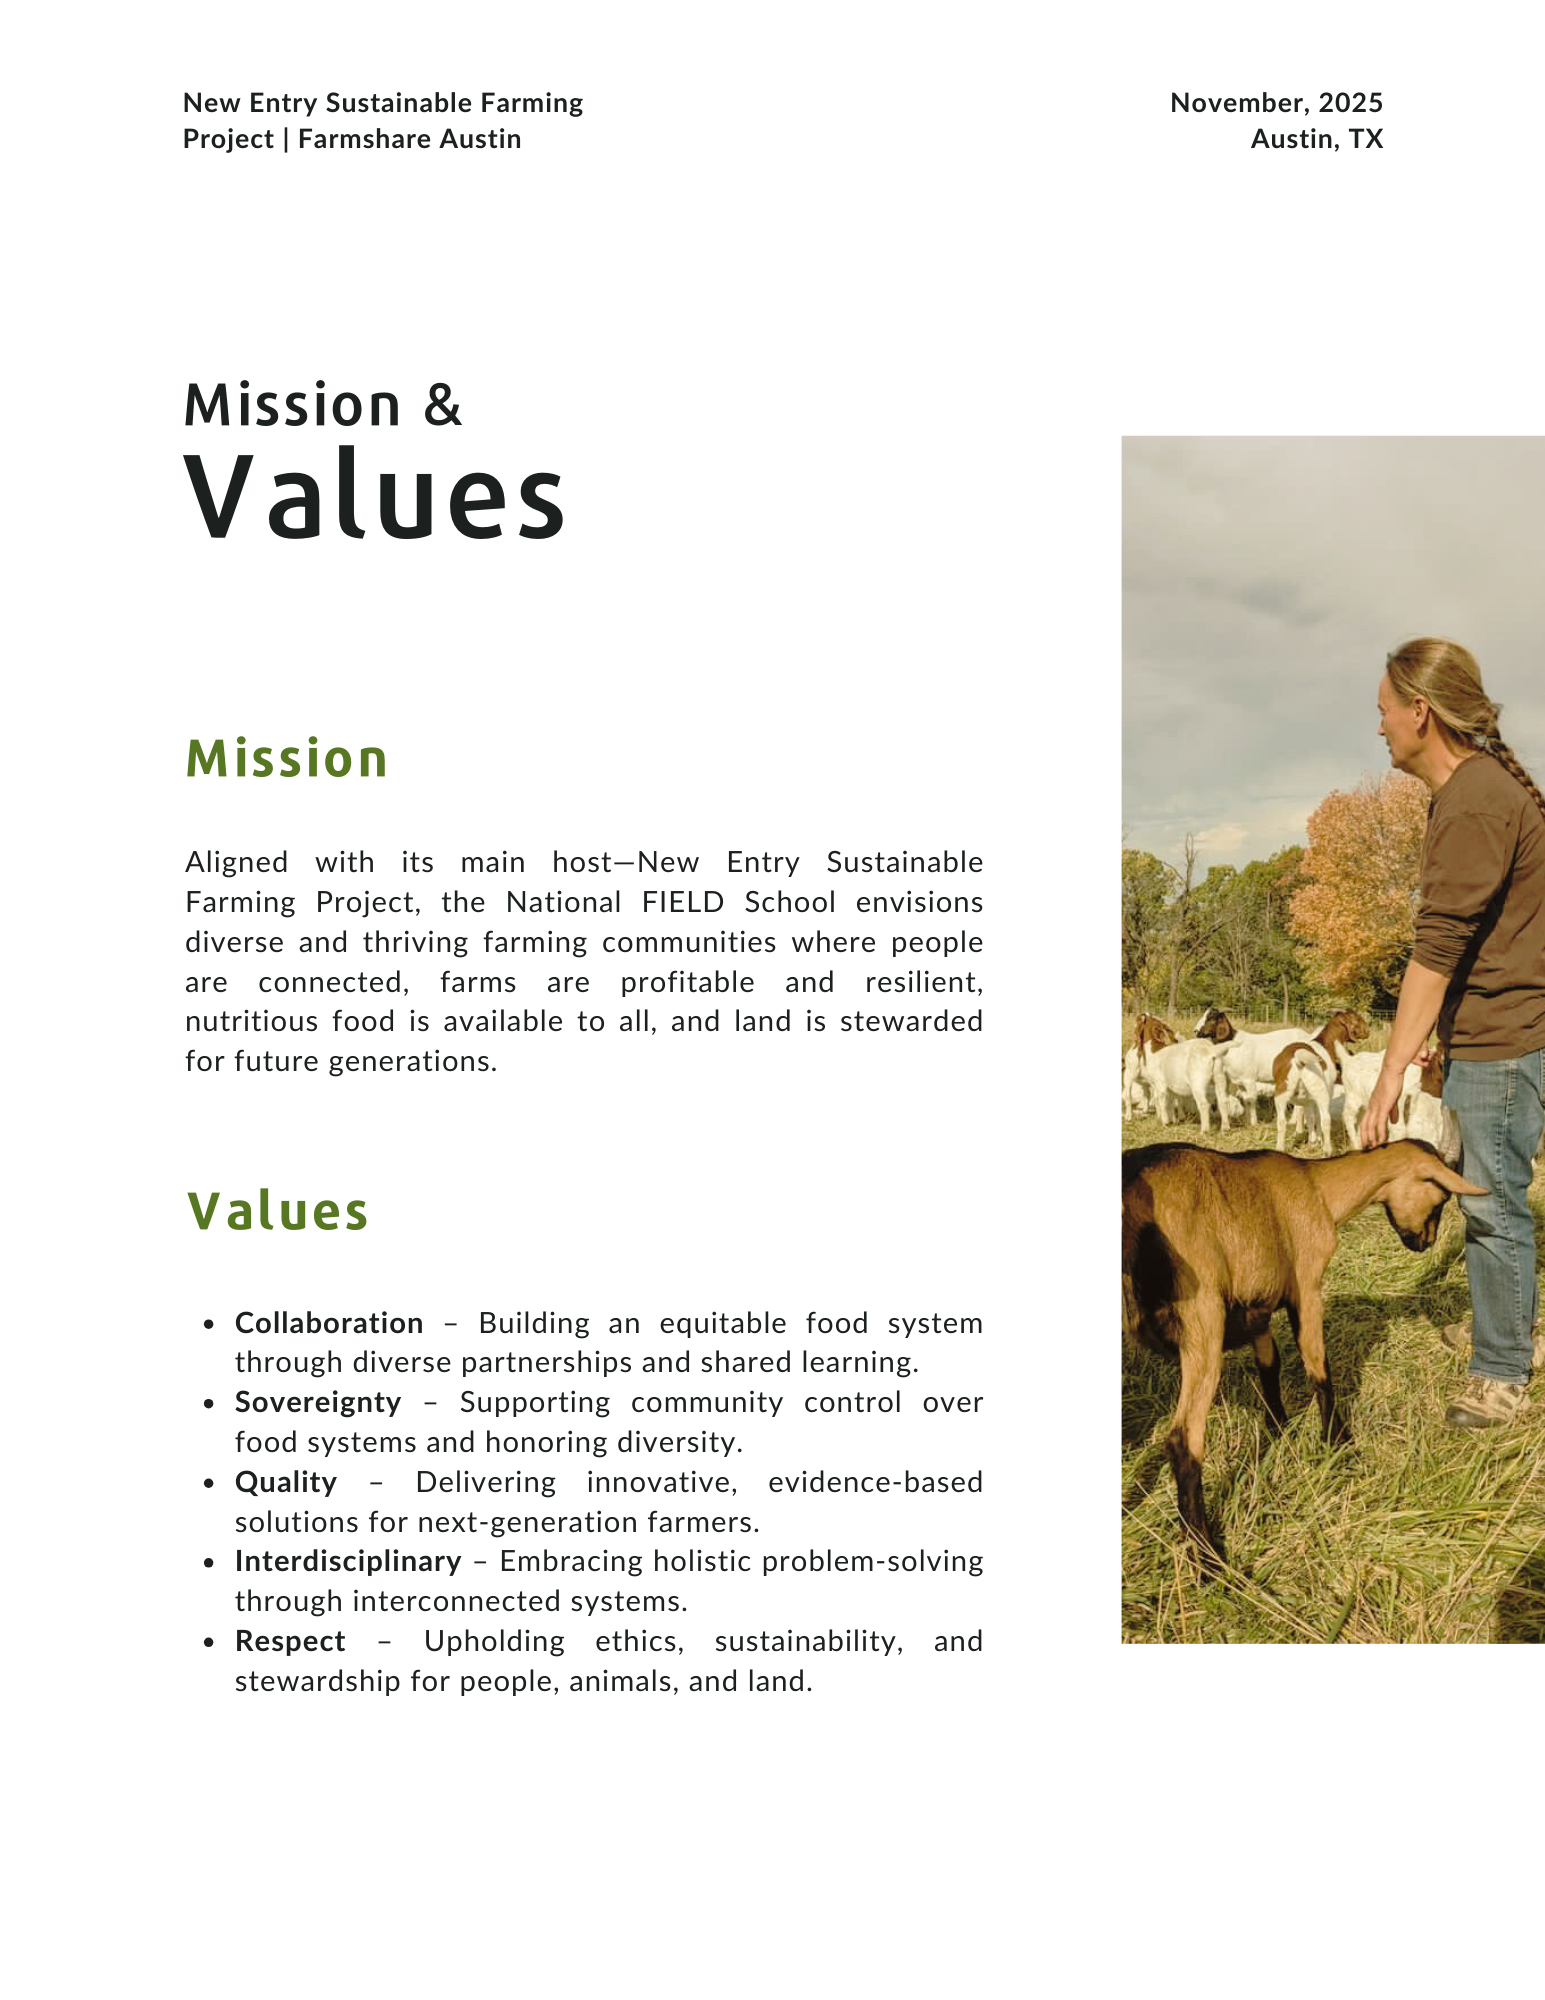 New Entry Sustainable Farming
Project | Farmshare Austin
November, 2025
Austin, TX
Mission &
Values
Mission
Aligned with its main host—New Entry Sustainable
Farming Project, the National FIELD School envisions
diverse and thriving farming communities where people
are connected, farms are profitable and resilient,
nutritious food is available to all, and land is stewarded
for future generations.
Values
• Collaboration – Building an equitable food system
through diverse partnerships and shared learning.
• Sovereignty – Supporting community control over
food systems and honoring diversity.
• Quality – Delivering innovative, evidence-based
solutions for next-generation farmers.
• Interdisciplinary – Embracing holistic problem-solving
through interconnected systems.
• Respect – Upholding ethics, sustainability, and
stewardship for people, animals, and land.